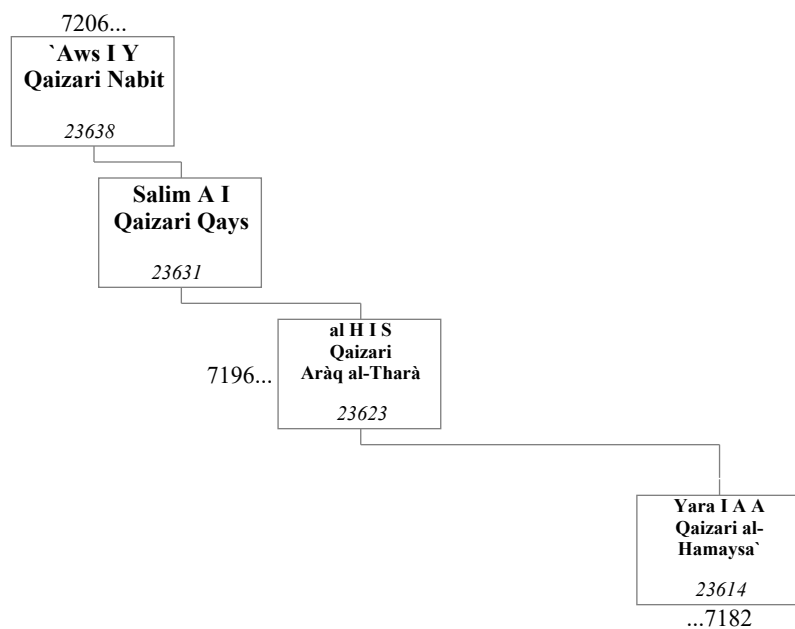 7206...
`Aws I Y
Qaizari Nabit
23638
Salim A I
Qaizari Qays
23631
al H I S
Qaizari
Aràq al-Tharà
7196...
23623
Yara I A A
Qaizari al-
Hamaysa`
23614
...7182